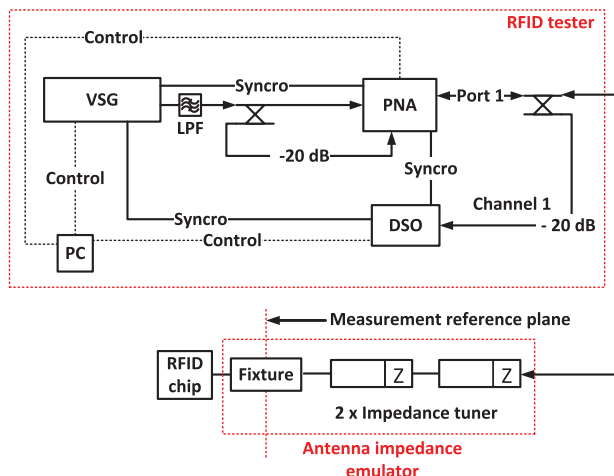 RFID tester
Control
Syncro
VSG
PNA
Port 1
LPF
-20 dB
Control
Syncro
Channel 1
Syncro
DSO
- 20 dB
Control
PC
Measurement reference plane
RFID
chip
Fixture
Z
Z
2 x Impedance tuner
Antenna impedance
emulator